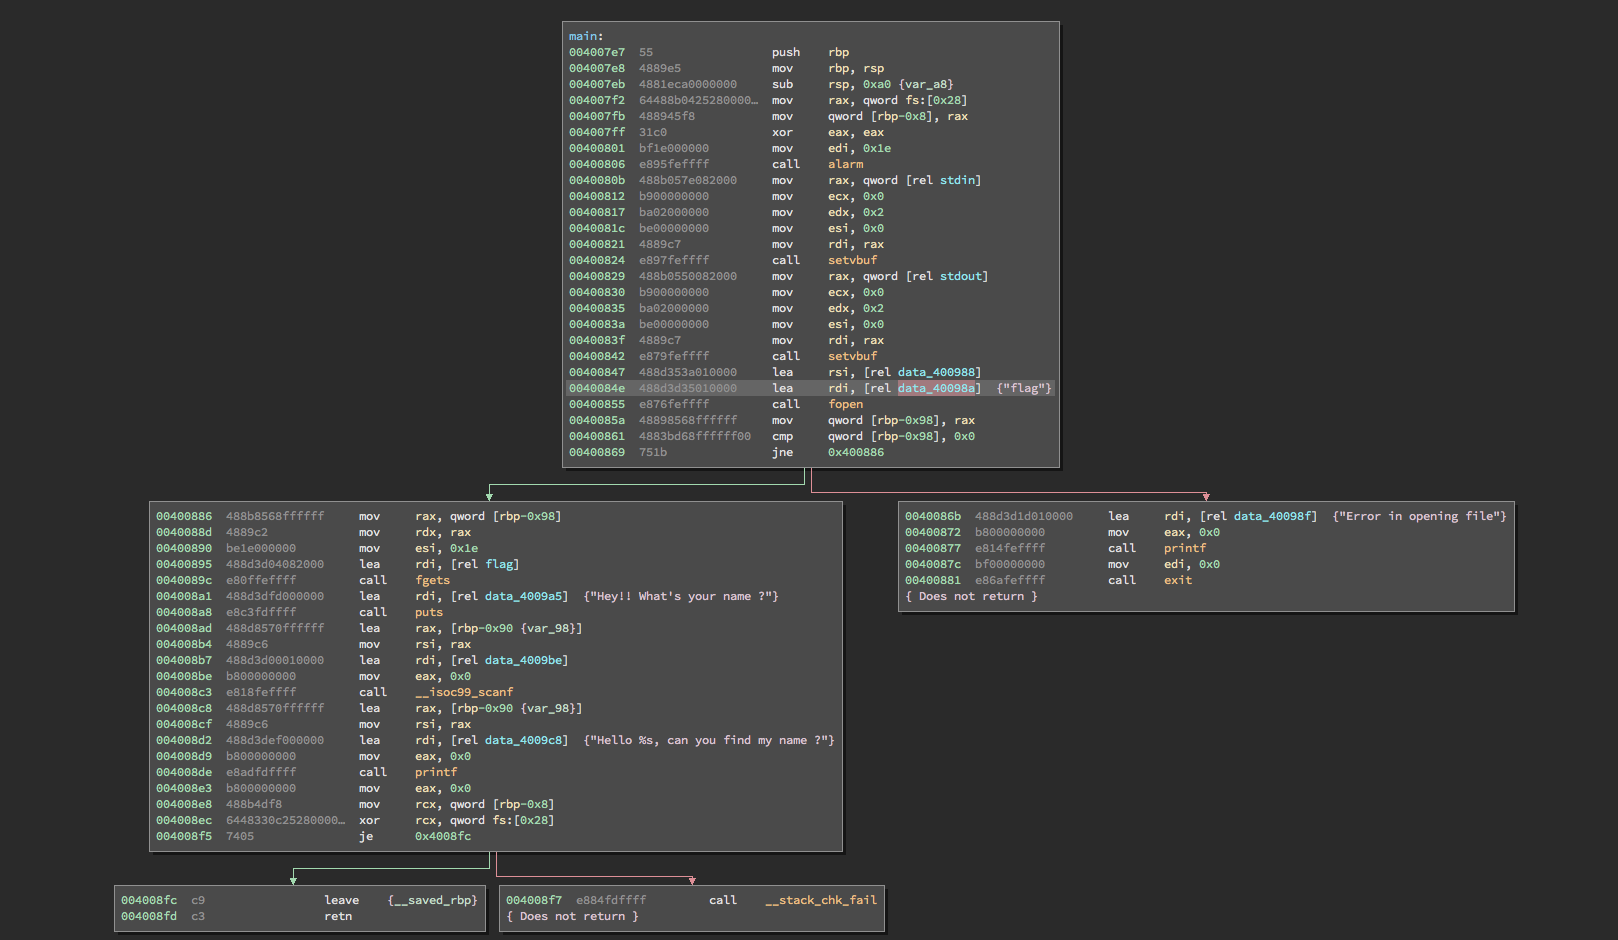 main:
004007e7 55 push rbp
004007e8 4889e5 mov rbp, rsp
004007eb 4881eca0000000 sub rsp, 0xa0 {var_a8}
004007f2 64488b0425280000… mov rax, qword fs:[0x28]
004007fb 488945f8 mov qword [rbp-0x8], rax
004007ff 31c0 xor eax, eax
00400801 bf1e000000 mov edi, 0x1e
00400806 e895feffff call alarm
0040080b 488b057e082000 mov rax, qword [rel stdin]
00400812 b900000000 mov ecx, 0x0
00400817 ba02000000 mov edx, 0x2
0040081c be00000000 mov esi, 0x0
00400821 4889c7 mov rdi, rax
00400824 e897feffff call setvbuf
00400829 488b0550082000 mov rax, qword [rel stdout]
00400830 b900000000 mov ecx, 0x0
00400835 ba02000000 mov edx, 0x2
0040083a be00000000 mov esi, 0x0
0040083f 4889c7 mov rdi, rax
00400842 e879feffff call setvbuf
00400847 488d353a010000 lea rsi, [rel data_400988]
0040084e 488d3d35010000 lea rdi, [rel data_40098a] {"flag"}
00400855 e876feffff call fopen
0040085a 48898568ffffff mov qword [rbp-0x98], rax
00400861 4883bd68ffffff00 cmp qword [rbp-0x98], 0x0
00400869 751b jne 0x400886
00400886 488b8568ffffff mov rax, qword [rbp-0x98]
0040088d 4889c2 mov rdx, rax
00400890 be1e000000 mov esi, 0x1e
00400895 488d3d04082000 lea rdi, [rel flag]
0040089c e80ffeffff call fgets
004008a1 488d3dfd000000 lea rdi, [rel data_4009a5] {"Hey!! What's your name ?"}
004008a8 e8c3fdffff call puts
004008ad 488d8570ffffff lea rax, [rbp-0x90 {var_98}]
004008b4 4889c6 mov rsi, rax
004008b7 488d3d00010000 lea rdi, [rel data_4009be]
004008be b800000000 mov eax, 0x0
004008c3 e818feffff call __isoc99_scanf
004008c8 488d8570ffffff lea rax, [rbp-0x90 {var_98}]
004008cf 4889c6 mov rsi, rax
004008d2 488d3def000000 lea rdi, [rel data_4009c8] {"Hello %s, can you find my name ?"}
004008d9 b800000000 mov eax, 0x0
004008de e8adfdffff call printf
004008e3 b800000000 mov eax, 0x0
004008e8 488b4df8 mov rcx, qword [rbp-0x8]
004008ec 6448330c25280000… xor rcx, qword fs:[0x28]
004008f5 7405 je 0x4008fc
0040086b 488d3d1d010000 lea rdi, [rel data_40098f] {"Error in opening file"}
00400872 b800000000 mov eax, 0x0
00400877 e814feffff call printf
0040087c bf00000000 mov edi, 0x0
00400881 e86afeffff call exit
{ Does not return }
004008fc c9 leave {__saved_rbp}
004008fd c3 retn
004008f7 e884fdffff call __stack_chk_fail
{ Does not return }